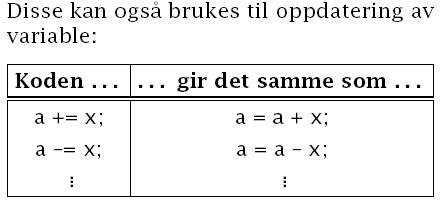 Disse kan også brukes til oppdatering av
variable:
Koden ... ... gir det samme som ...
a += x; a = a + x;
a -= x; a = a - x;
⋮ ⋮